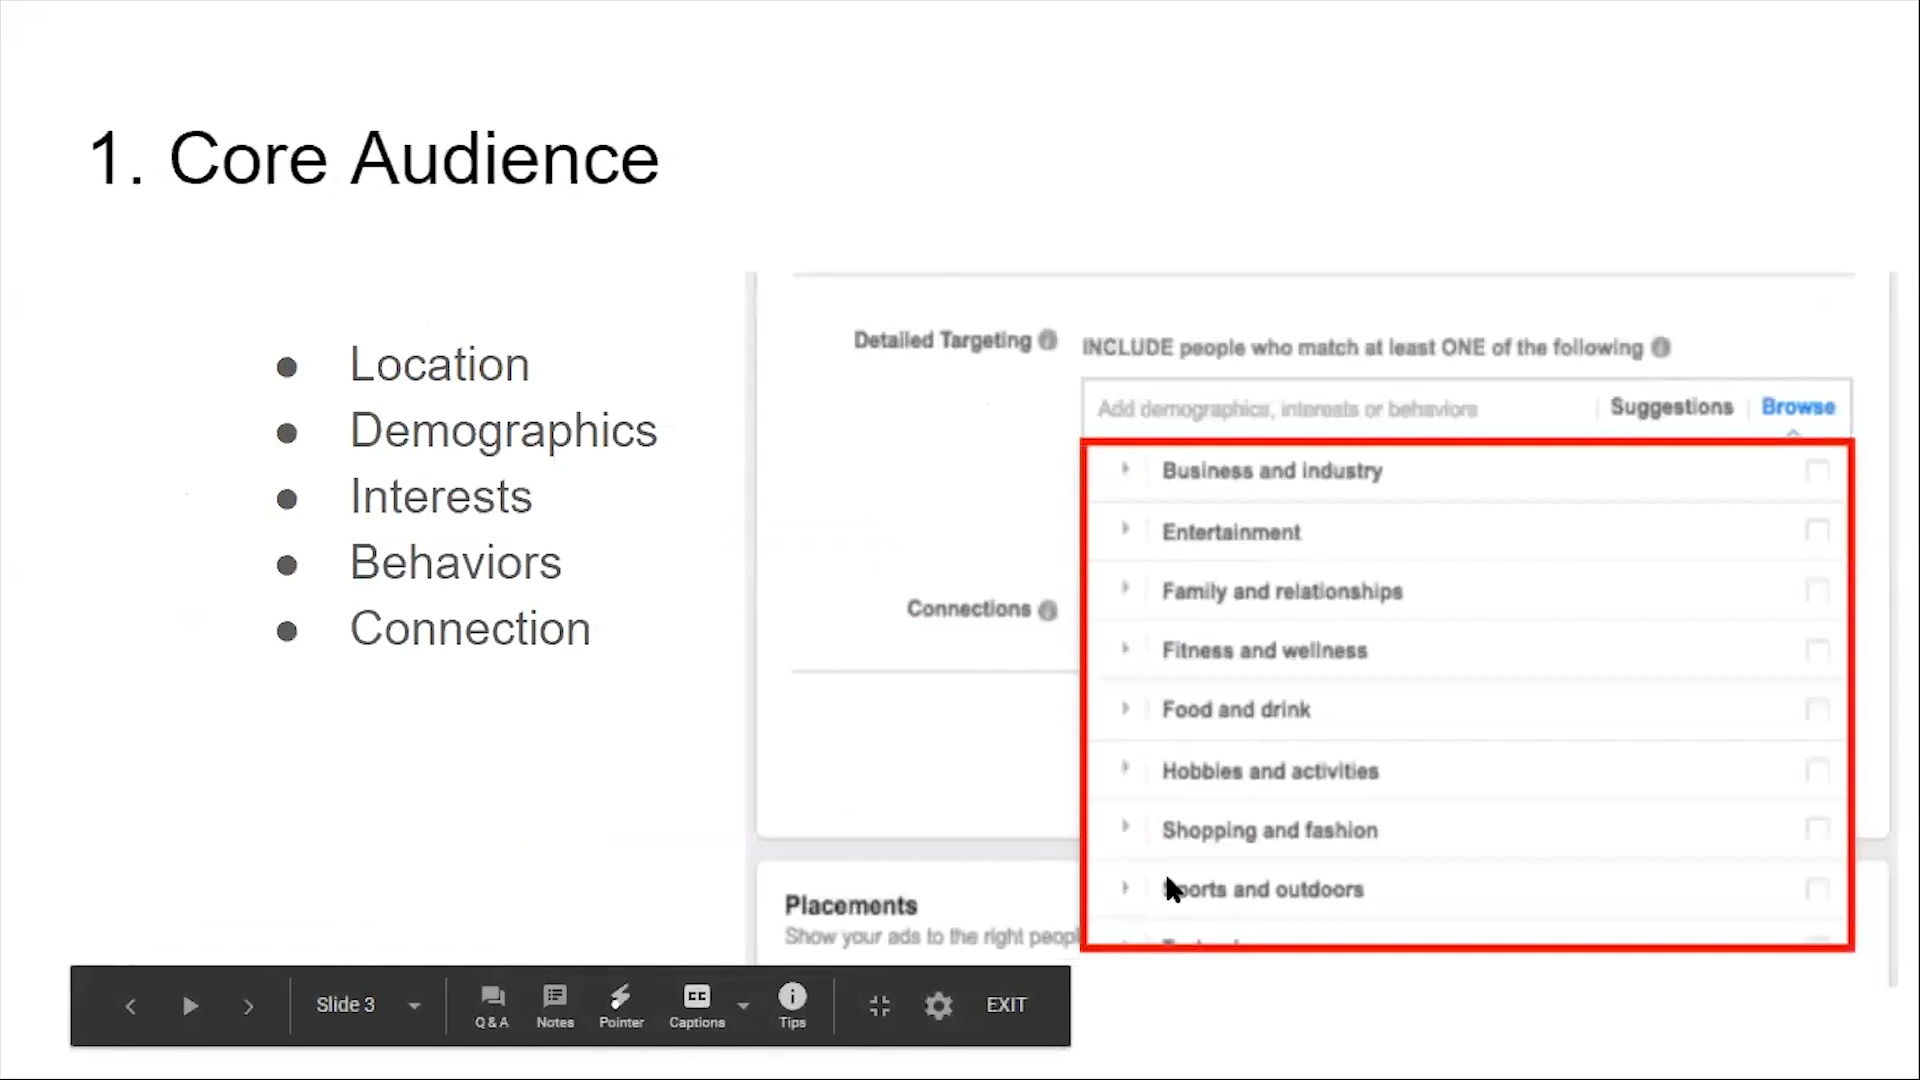 1. Core Audience
● Location
● Demographics
● Interests
● Behaviors
● Connection
Detailed Targeting
INCLUDE people who match at least ONE of the following
Add demographics, interests or behaviors
Suggestions
Browse
Business and industry
Entertainment
Family and relationships
Fitness and wellness
Food and drink
Hobbies and activities
Shopping and fashion
Sports and outdoors
Connections
Placements
Show your ads to the right peopl
Slide 3
Q&A
Notes
Pointer
CC
Captions
Tips
EXIT